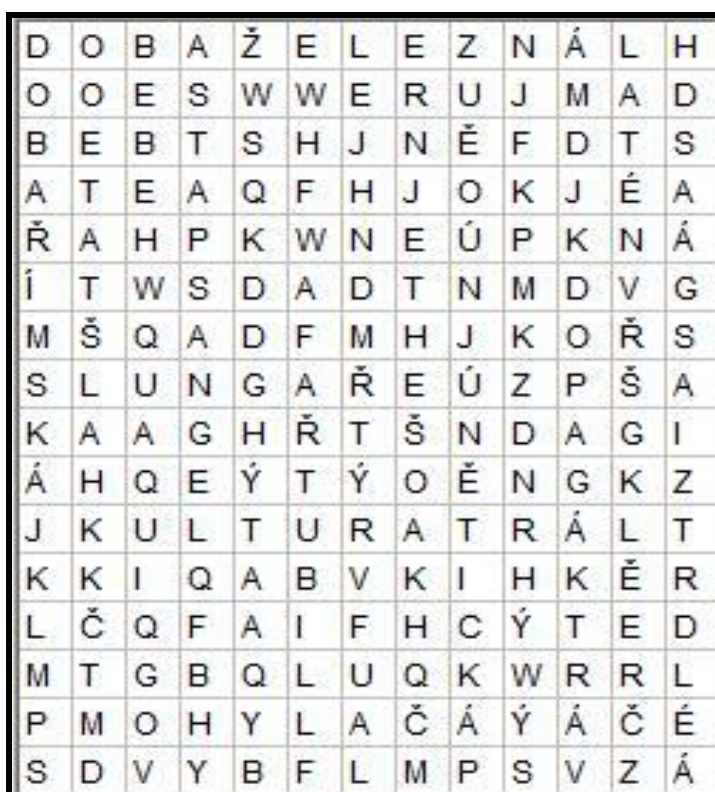 D O B A Ž E L E Z N Á L H
O O E S W W E R U J M A D
B E B T S H J N Ě F D T S
A T E A Q F H J O K J É A
Ř A H P K W N E Ú P K N Á
Í T W S D A D T N M D V G
M Š Q A D F M H J K O Ř S
S L U N G A Ř E Ú Z P Š A
K A A G H Ř T Š N D A G I
Á H Q E Ý T Ý O Ě N G K Z
J K U L T U R A T R Á L T
K K I Q A B V K I H K Ě R
L Č Q F A I F H C Ý T E D
M T G B Q L U Q K W R R L
P M O H Y L A Č Á Ý Á Č É
S D V Y B F L M P S V Z Á